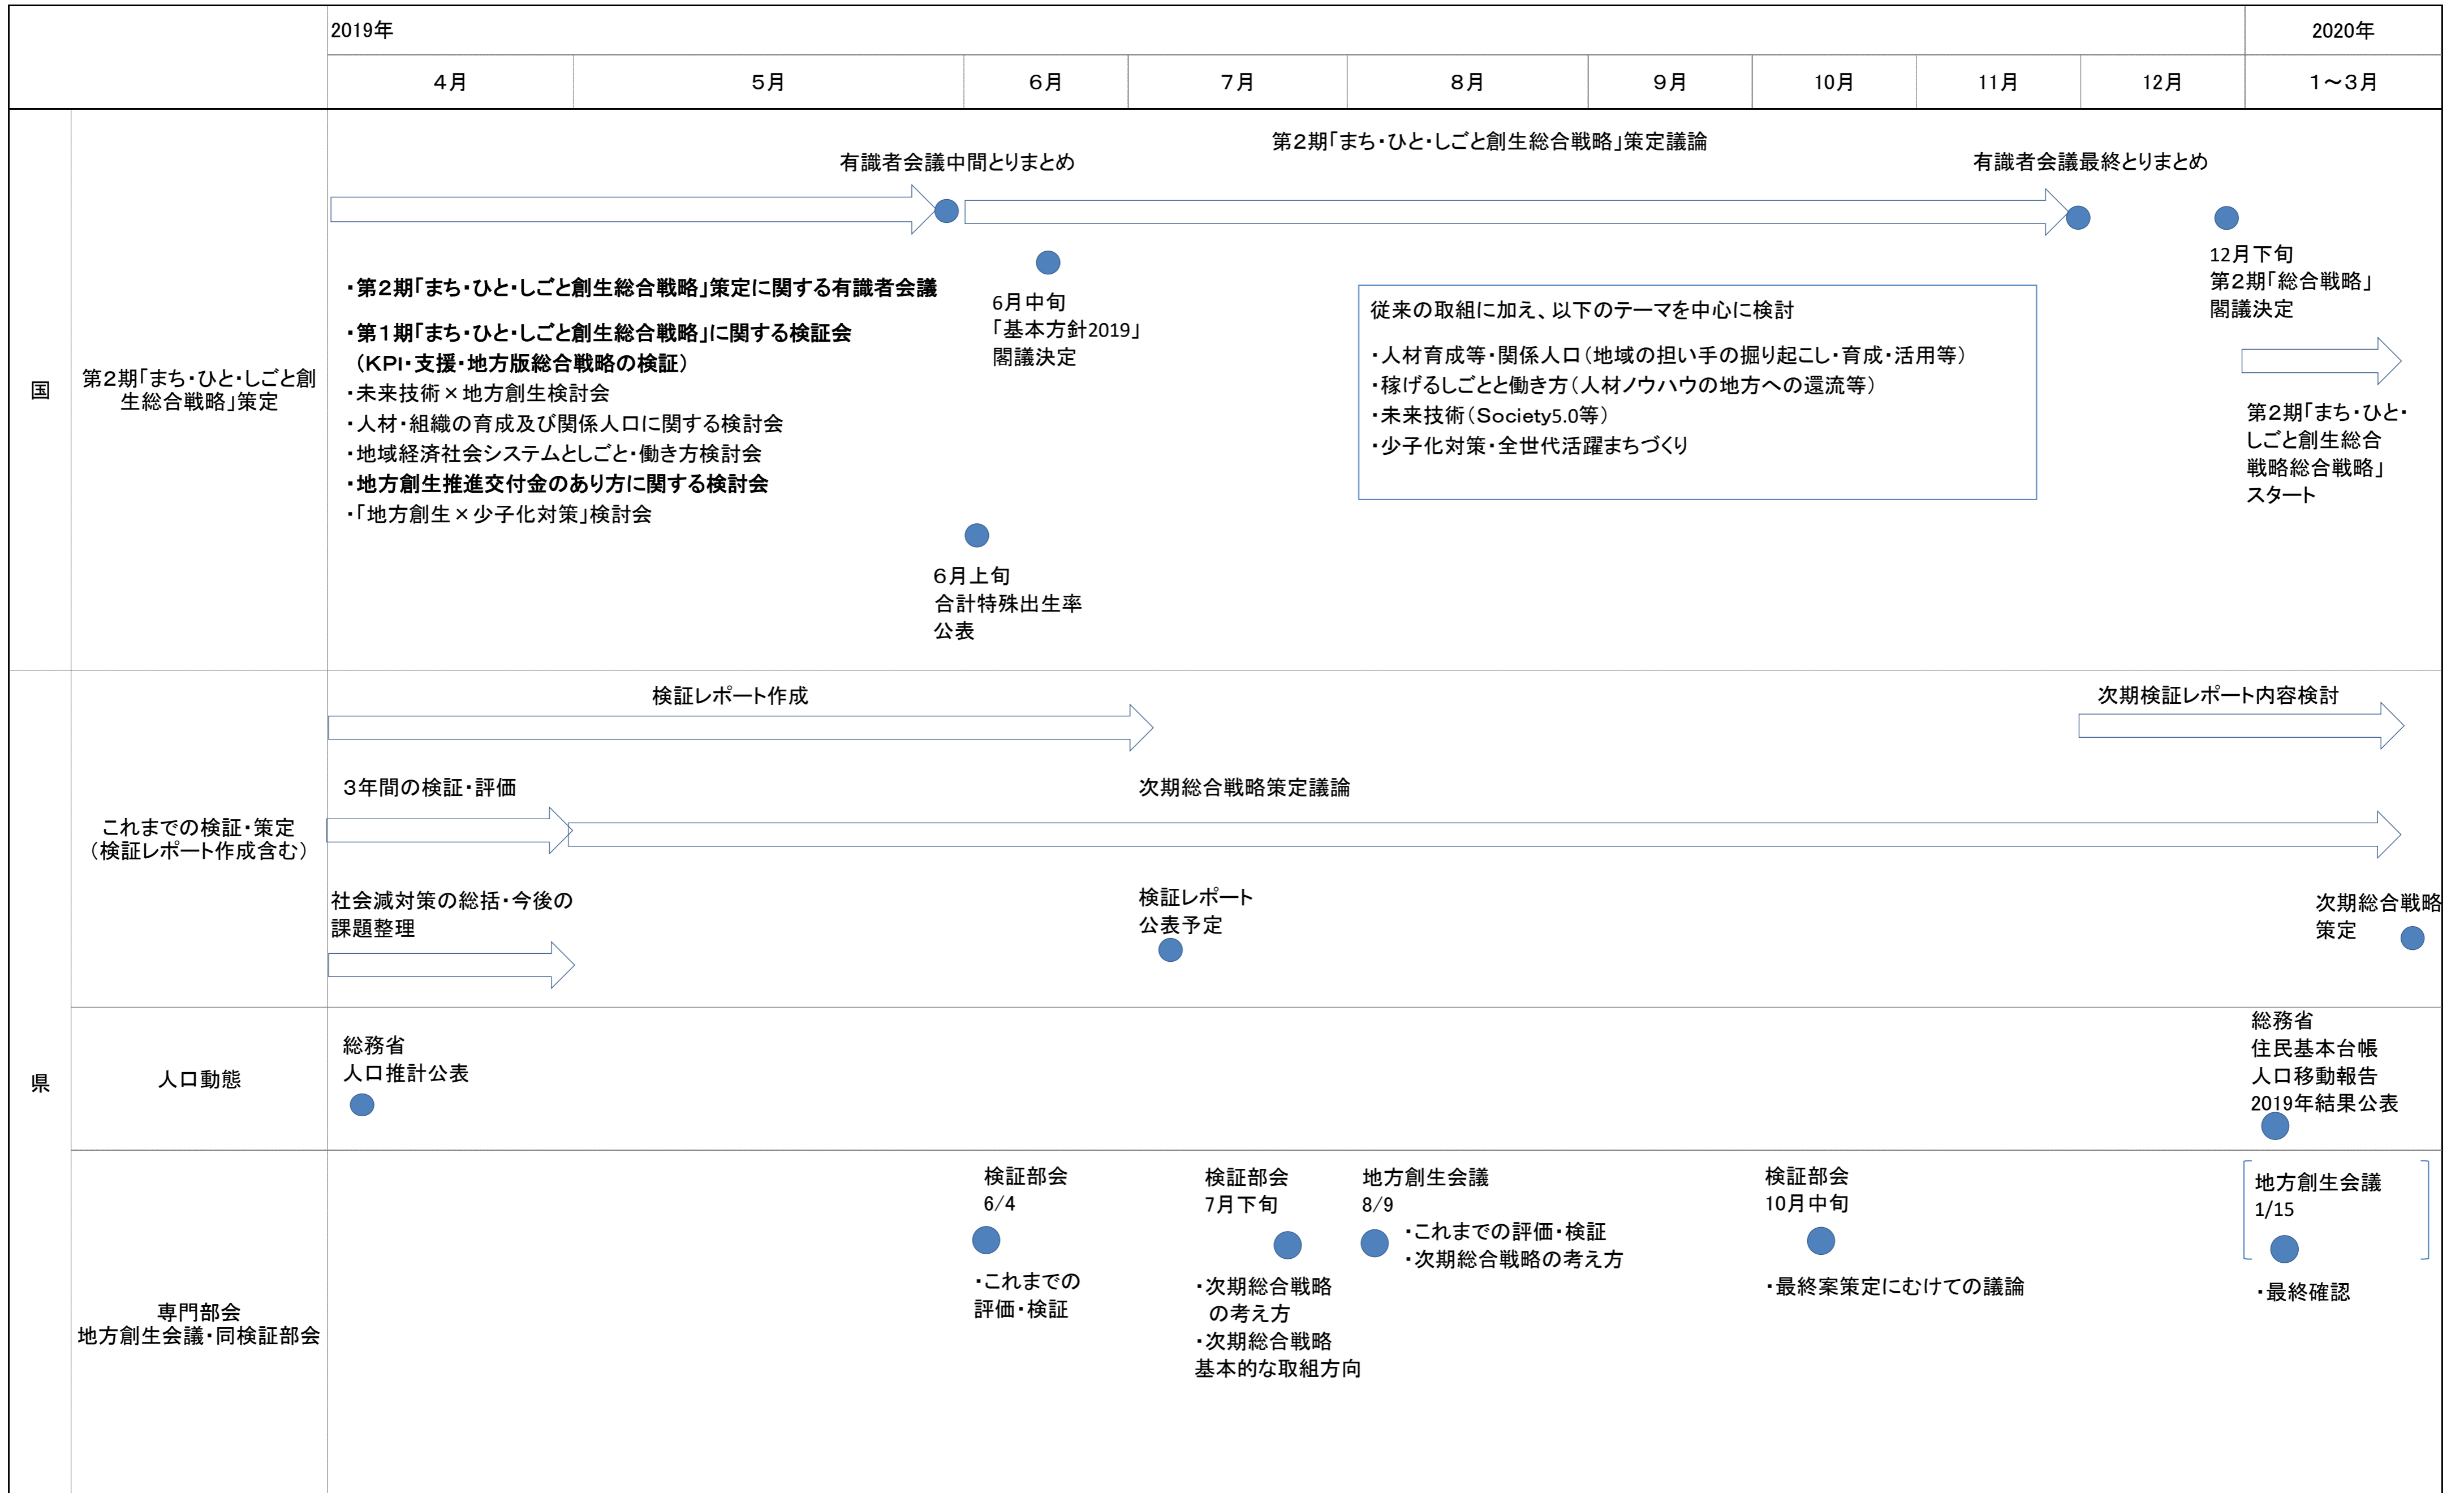 2019年
2020年
４月
５月
６月
７月
８月
９月
10月
11月
12月
１～３月
国
第２期「まち・ひと・しごと創
生総合戦略」策定
有識者会議中間とりまとめ
第２期「まち・ひと・しごと創生総合戦略」策定議論
有識者会議最終とりまとめ
・第２期「まち・ひと・しごと創生総合戦略」策定に関する有識者会議
・第１期「まち・ひと・しごと創生総合戦略」に関する検証会
（KPI・支援・地方版総合戦略の検証）
・未来技術×地方創生検討会
・人材・組織の育成及び関係人口に関する検討会
・地域経済社会システムとしごと・働き方検討会
・地方創生推進交付金のあり方に関する検討会
・「地方創生×少子化対策」検討会
6月中旬
「基本方針2019」
閣議決定
６月上旬
合計特殊出生率
公表
従来の取組に加え、以下のテーマを中心に検討
・人材育成等・関係人口（地域の担い手の掘り起こし・育成・活用等）
・稼げるしごとと働き方（人材ノウハウの地方への還流等）
・未来技術（Society5.0等）
・少子化対策・全世代活躍まちづくり
12月下旬
第２期「総合戦略」
閣議決定
第２期「まち・ひと・
しごと創生総合
戦略総合戦略」
スタート
県
これまでの検証・策定
（検証レポート作成含む）
検証レポート作成
次期検証レポート内容検討
３年間の検証・評価
次期総合戦略策定議論
社会減対策の総括・今後の
課題整理
検証レポート
公表予定
次期総合戦略
策定
人口動態
総務省
人口推計公表
総務省
住民基本台帳
人口移動報告
2019年結果公表
専門部会
地方創生会議・同検証部会
検証部会
6/4
・これまでの
評価・検証
検証部会
7月下旬
・次期総合戦略
の考え方
・次期総合戦略
基本的な取組方向
地方創生会議
8/9
・これまでの評価・検証
・次期総合戦略の考え方
検証部会
10月中旬
・最終案策定にむけての議論
地方創生会議
1/15
・最終確認